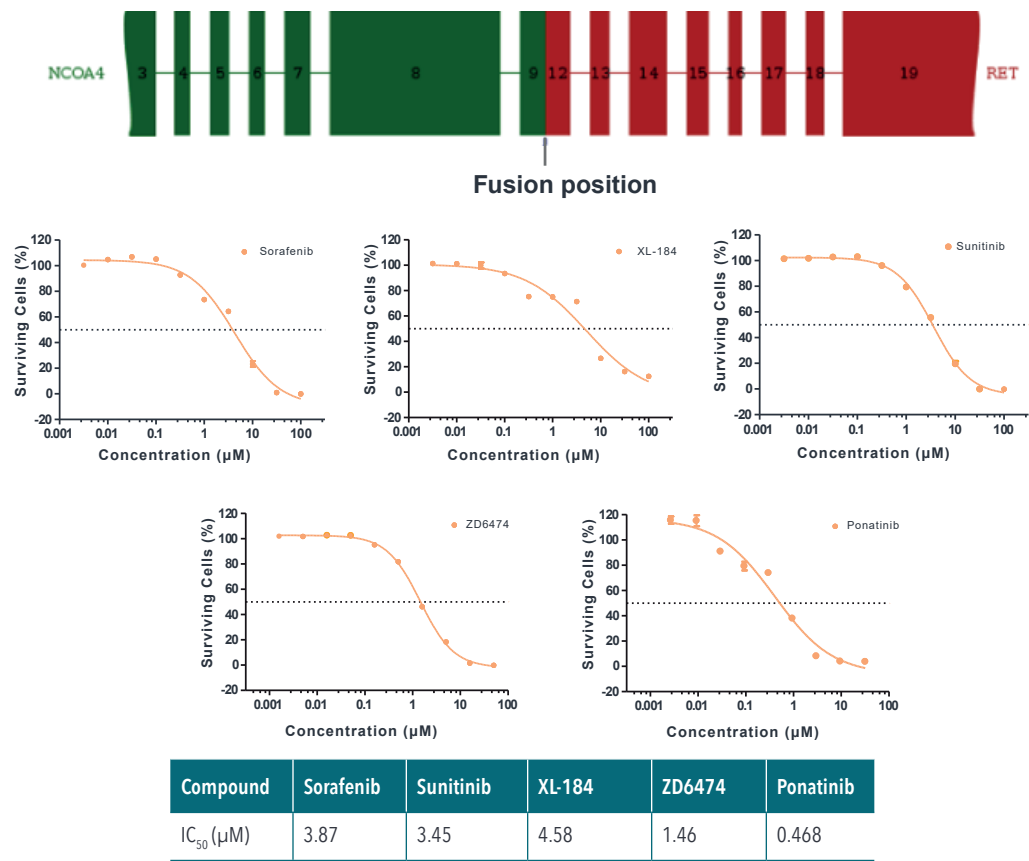 NCOA4 3 4 5 6 7 8 9 12 13 14 15 16 17 18 19 RET
Fusion position
Sorafenib
Surviving Cells (%)
120
100
80
60
40
20
0
-20
0.001 0.01 0.1 1 10 100
Concentration (µM)
XL-184
Surviving Cells (%)
120
100
80
60
40
20
0
-20
0.001 0.01 0.1 1 10 100
Concentration (µM)
Sunitinib
Surviving Cells (%)
120
100
80
60
40
20
0
-20
0.001 0.01 0.1 1 10 100
Concentration (µM)
ZD6474
Surviving Cells (%)
120
100
80
60
40
20
0
-20
0.001 0.01 0.1 1 10 100
Concentration (µM)
Ponatinib
Surviving Cells (%)
120
100
80
60
40
20
0
-20
0.001 0.01 0.1 1 10 100
Concentration (µM)
Compound Sorafenib Sunitinib XL-184 ZD6474 Ponatinib
IC50 (µM) 3.87 3.45 4.58 1.46 0.468